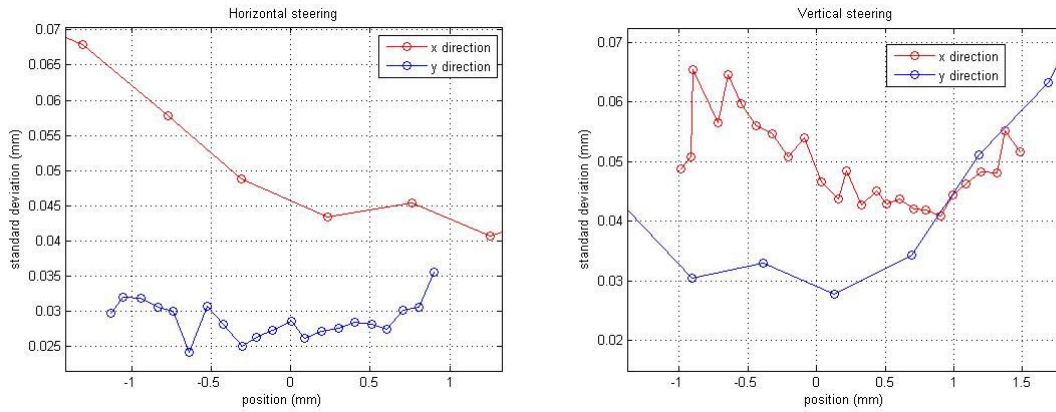 Horizontal steering
x direction
y direction
0.07
0.065
0.06
0.055
0.05
0.045
0.04
0.035
0.03
0.025
standard deviation (mm)
-1
-0.5
0
0.5
1
position (mm)
Vertical steering
x direction
y direction
0.07
0.06
0.05
0.04
0.03
0.02
standard deviation (mm)
-1
-0.5
0
0.5
1
1.5
position (mm)